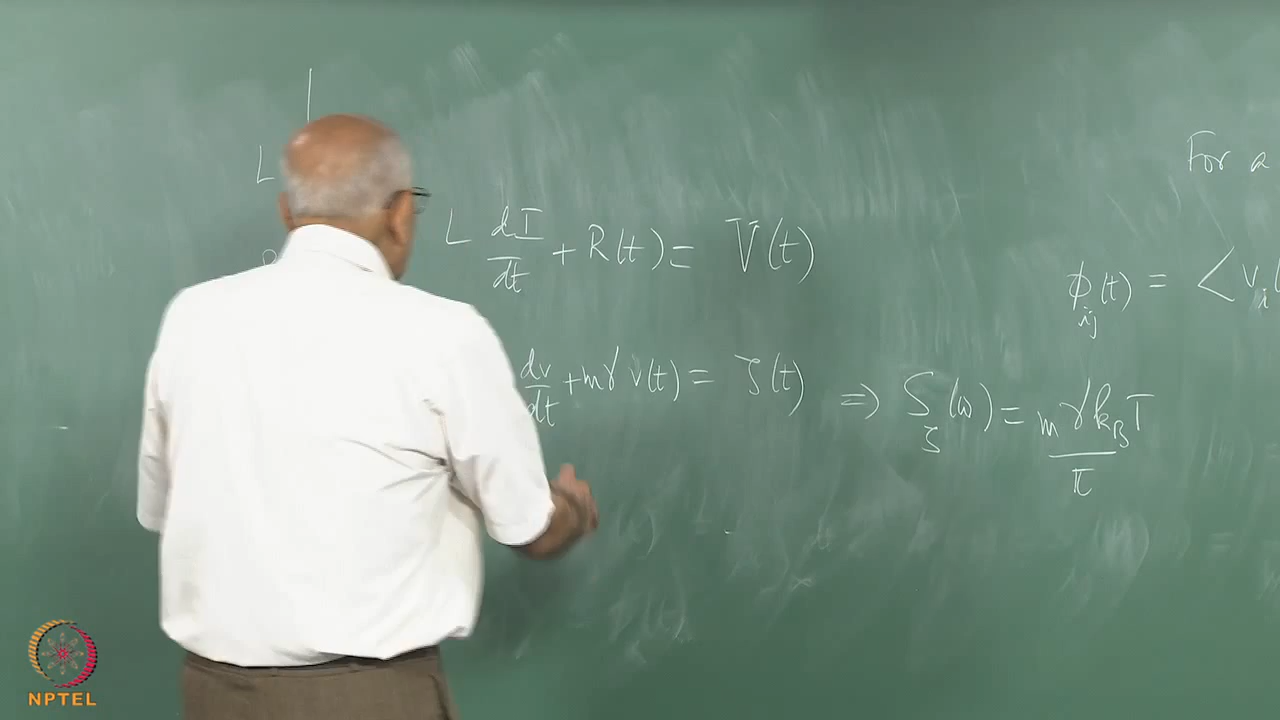 L
L dI/dt + R(t) = V(t)
dv/dt + mγ v(t) = ζ(t) ⇒ S_ζ(ω) = mγk_BT/π
For a
ϕ_ij(t) = <v_i(
NPTEL